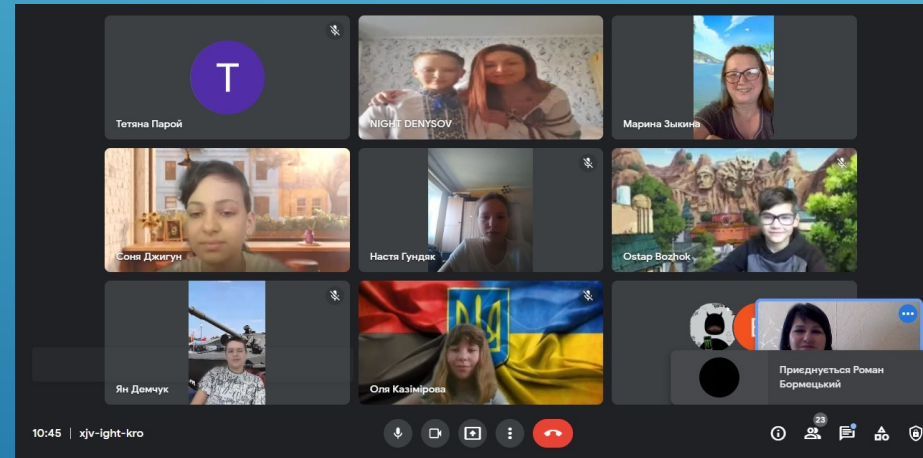 T
Тетяна Парой
NIGHT DENYSOV
Марина Зыкина
Соня Джигун
Настя Гундяк
Ostap Bozhok
Ян Демчук
Оля Казімірова
Приєднується Роман
Бормецький
10:45 | xjv-ight-kro
23